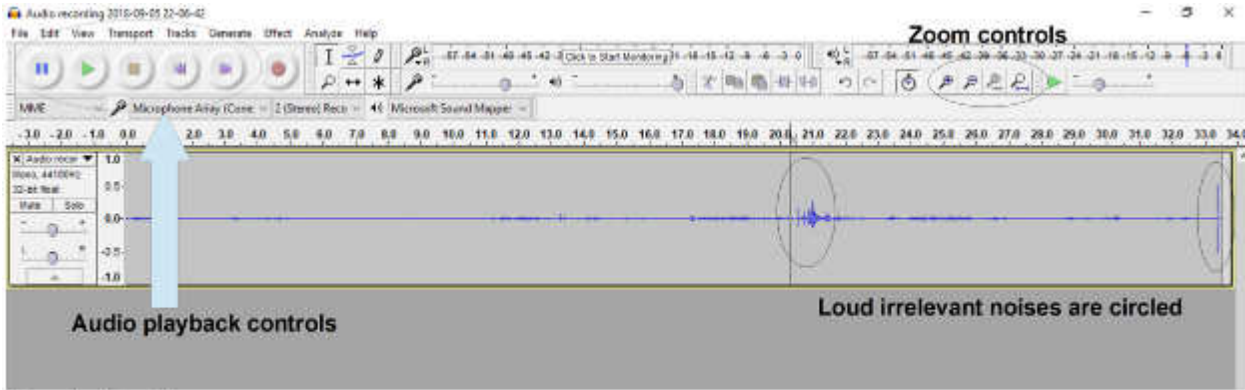 Audio recording 2016-09-05 22-06-42
File Edit View Transport Tracks Generate Effect Analyze Help
Zoom controls
Click to Start Monitoring
MME Microphone Array (Cone 2 (Stereo) Reco Microsoft Sound Mapper
-3.0 -2.0 -1.0 0.0 2.0 3.0 4.0 5.0 6.0 7.0 8.0 9.0 10.0 11.0 12.0 13.0 14.0 15.0 16.0 17.0 18.0 19.0 20.0 21.0 22.0 23.0 24.0 25.0 26.0 27.0 28.0 29.0 30.0 31.0 32.0 33.0 34.0
Audio recor 1.0
Mono, 44100Hz
32-bit float 0.5
Mute Solo
- + 0.0
L R -0.5
-1.0
Audio playback controls
Loud irrelevant noises are circled